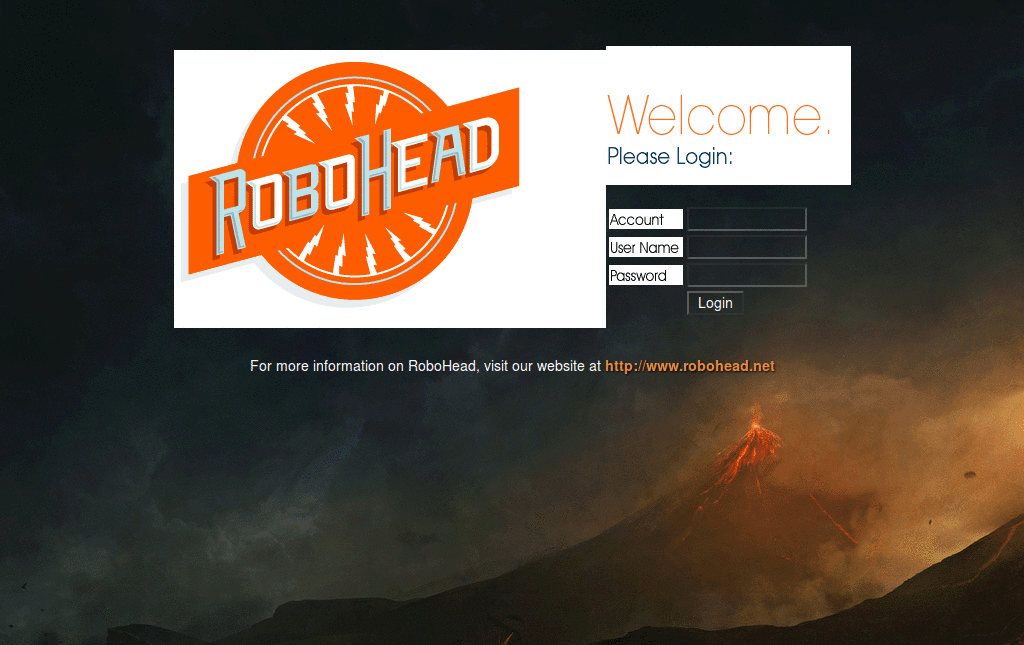 ROBOHEAD
Welcome.
Please Login:
Account
User Name
Password
Login
For more information on RoboHead, visit our website at http://www.robohead.net